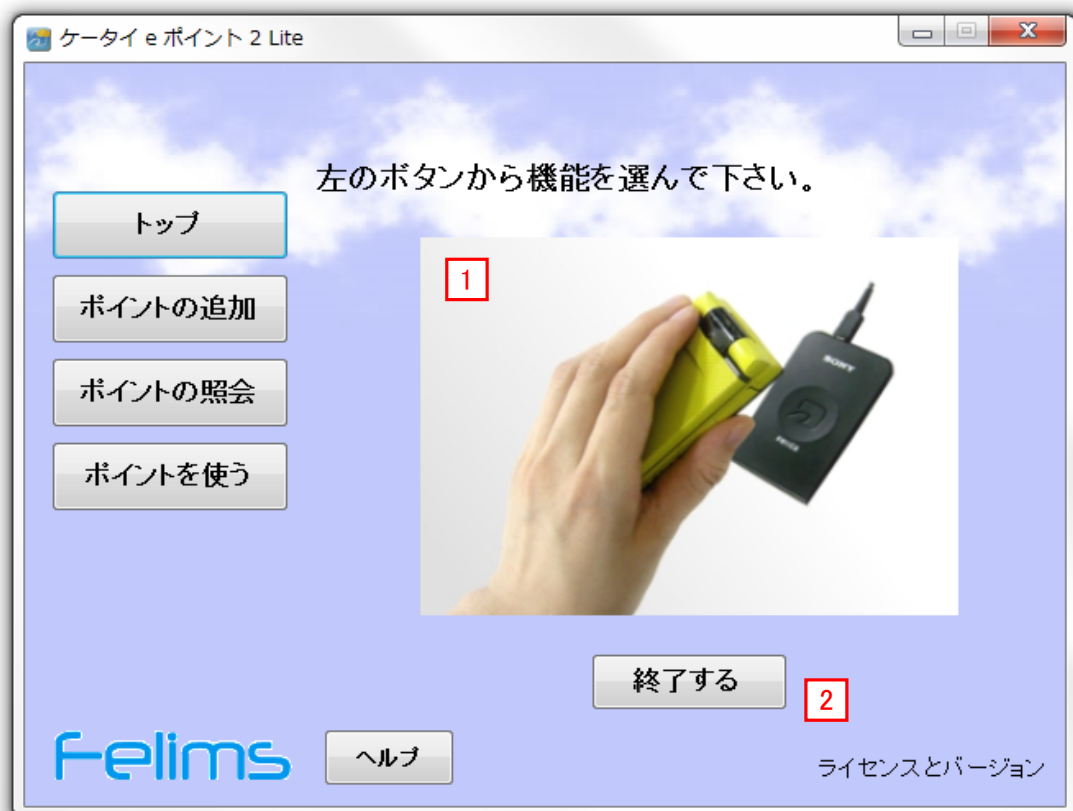 ケータイ e ポイント 2 Lite
左のボタンから機能を選んで下さい。
トップ
ポイントの追加
ポイントの照会
ポイントを使う
1
SONY
終了する
2
Felims
ヘルプ
ライセンスとバージョン